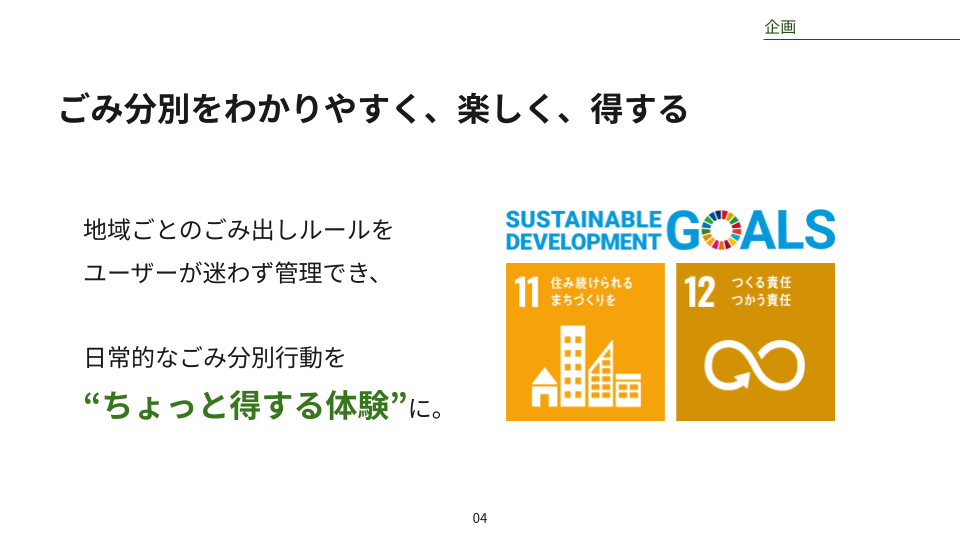 企画
ごみ分別をわかりやすく、楽しく、得する
地域ごとのごみ出しルールを
ユーザーが迷わず管理でき、
日常的なごみ分別行動を
“ちょっと得する体験”に。
SUSTAINABLE
DEVELOPMENT
GOALS
11
住み続けられる
まちづくりを
12
つくる責任
つかう責任
04